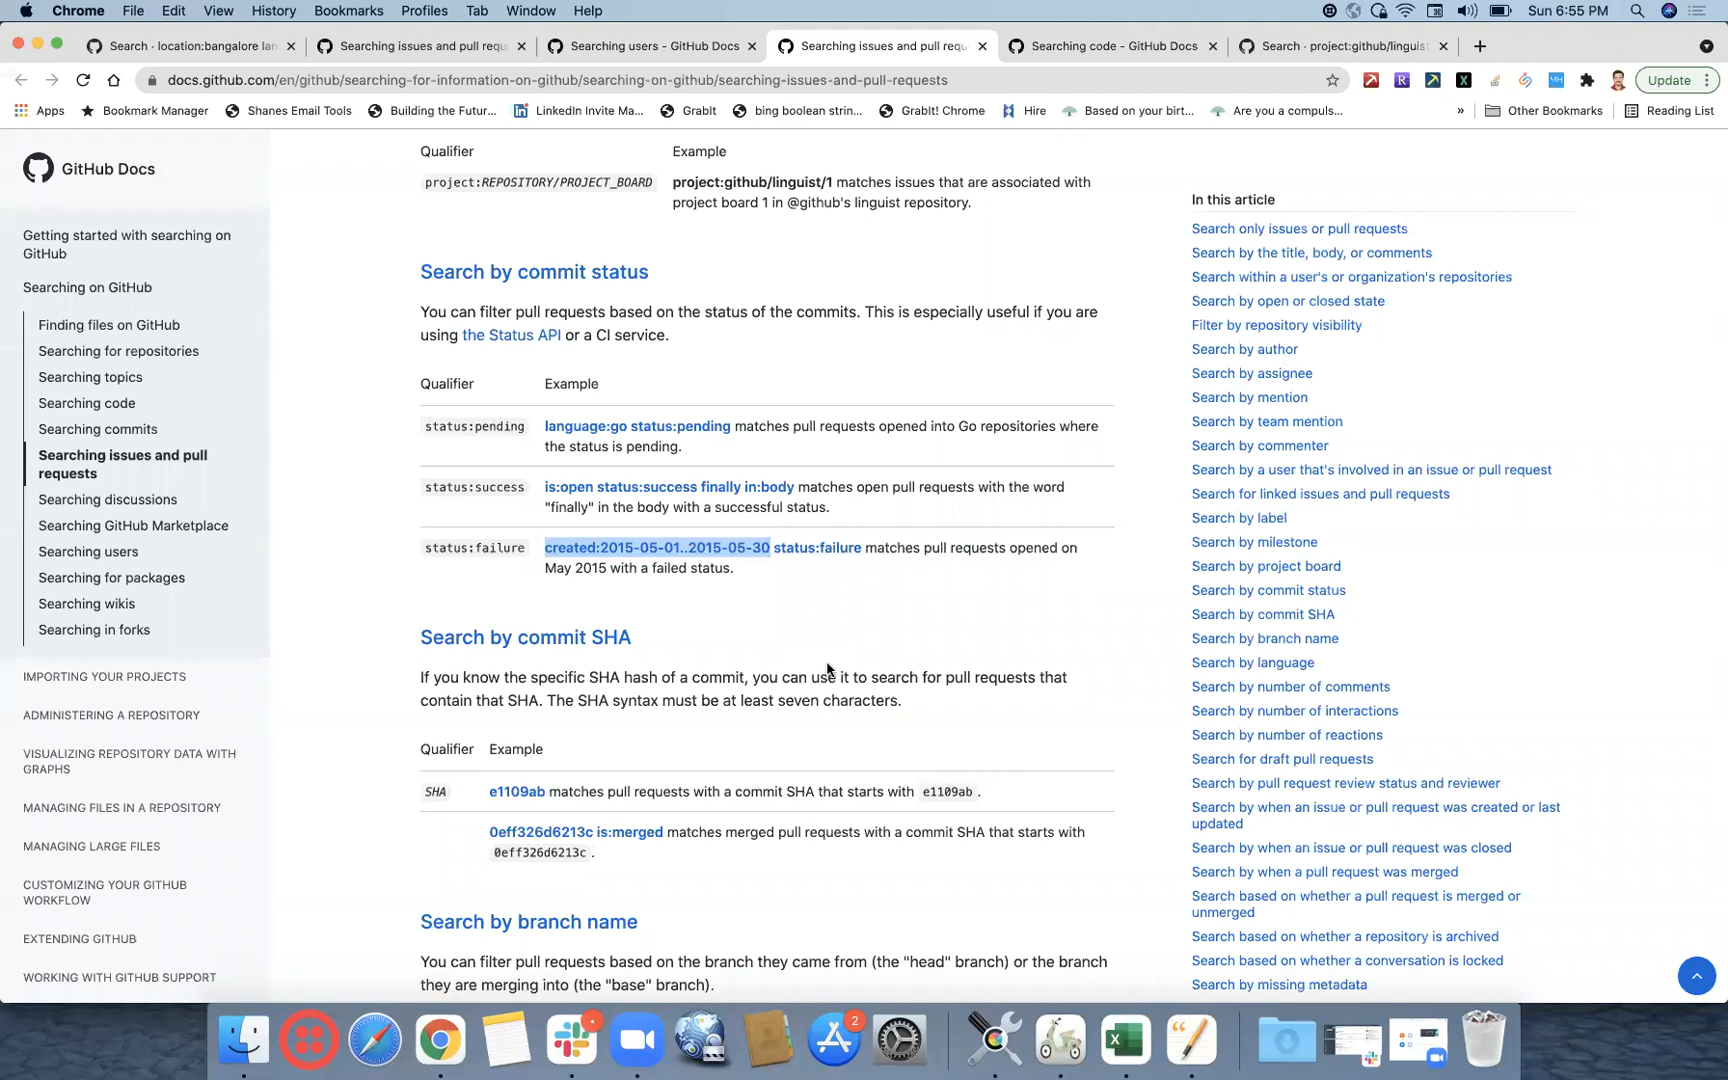 Chrome File Edit View History Bookmarks Profiles Tab Window Help Sun 6:55 PM
Search · location:bangalore lan Searching issues and pull requ Searching users - GitHub Docs Searching issues and pull requ Searching code - GitHub Docs Search · project:github/linguis
docs.github.com/en/github/searching-for-information-on-github/searching-on-github/searching-issues-and-pull-requests Update
Apps Bookmark Manager Shanes Email Tools Building the Futur... LinkedIn Invite Ma... Grabit bing boolean strin... GrabIt! Chrome Hire Based on your birt... Are you a compuls... » Other Bookmarks Reading List
GitHub Docs
Getting started with searching on
GitHub
Searching on GitHub
Finding files on GitHub
Searching for repositories
Searching topics
Searching code
Searching commits
Searching issues and pull
requests
Searching discussions
Searching GitHub Marketplace
Searching users
Searching for packages
Searching wikis
Searching in forks
IMPORTING YOUR PROJECTS
ADMINISTERING A REPOSITORY
VISUALIZING REPOSITORY DATA WITH
GRAPHS
MANAGING FILES IN A REPOSITORY
MANAGING LARGE FILES
CUSTOMIZING YOUR GITHUB
WORKFLOW
EXTENDING GITHUB
WORKING WITH GITHUB SUPPORT
Qualifier Example
project:REPOSITORY/PROJECT_BOARD project:github/linguist/1 matches issues that are associated with
project board 1 in @github's linguist repository.
Search by commit status
You can filter pull requests based on the status of the commits. This is especially useful if you are
using the Status API or a CI service.
Qualifier Example
status:pending language:go status:pending matches pull requests opened into Go repositories where
the status is pending.
status:success is:open status:success finally in:body matches open pull requests with the word
"finally" in the body with a successful status.
status:failure created:2015-05-01..2015-05-30 status:failure matches pull requests opened on
May 2015 with a failed status.
Search by commit SHA
If you know the specific SHA hash of a commit, you can use it to search for pull requests that
contain that SHA. The SHA syntax must be at least seven characters.
Qualifier Example
SHA e1109ab matches pull requests with a commit SHA that starts with e1109ab .
0eff326d6213c is:merged matches merged pull requests with a commit SHA that starts with
0eff326d6213c .
Search by branch name
You can filter pull requests based on the branch they came from (the "head" branch) or the branch
they are merging into (the "base" branch).
In this article
Search only issues or pull requests
Search by the title, body, or comments
Search within a user's or organization's repositories
Search by open or closed state
Filter by repository visibility
Search by author
Search by assignee
Search by mention
Search by team mention
Search by commenter
Search by a user that's involved in an issue or pull request
Search for linked issues and pull requests
Search by label
Search by milestone
Search by project board
Search by commit status
Search by commit SHA
Search by branch name
Search by language
Search by number of comments
Search by number of interactions
Search by number of reactions
Search for draft pull requests
Search by pull request review status and reviewer
Search by when an issue or pull request was created or last
updated
Search by when an issue or pull request was closed
Search by when a pull request was merged
Search based on whether a pull request is merged or
unmerged
Search based on whether a repository is archived
Search based on whether a conversation is locked
Search by missing metadata
2